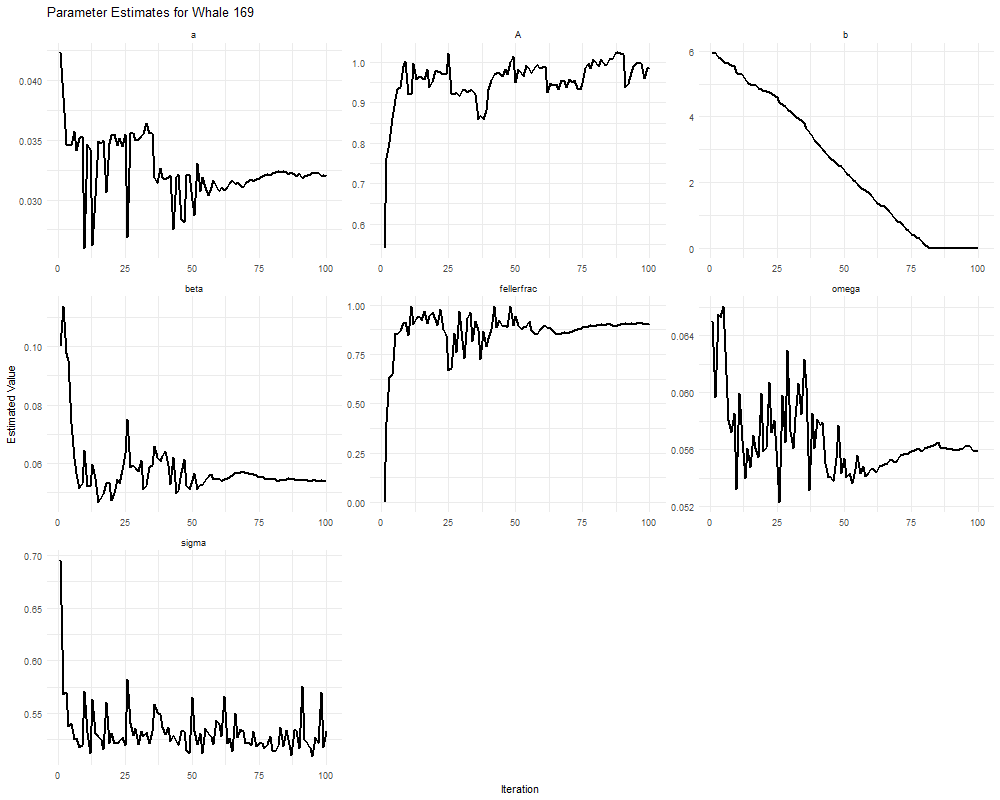 Parameter Estimates for Whale 169
a
A
b
0.040
0.035
0.030
0 25 50 75 100
1.0
0.9
0.8
0.7
0.6
0 25 50 75 100
6
4
2
0
0 25 50 75 100
beta
fellerfrac
omega
Estimated Value
0.10
0.08
0.06
0 25 50 75 100
1.00
0.75
0.50
0.25
0.00
0 25 50 75 100
0.064
0.060
0.056
0.052
0 25 50 75 100
sigma
0.70
0.65
0.60
0.55
0 25 50 75 100
Iteration